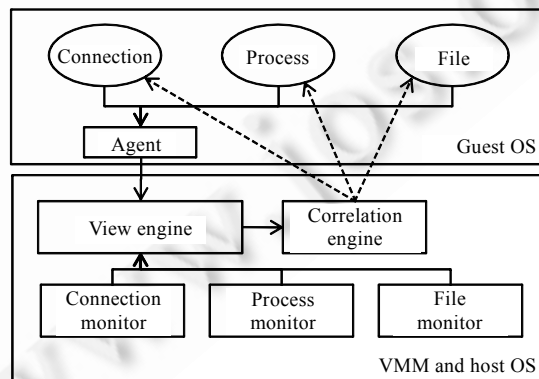 Connection
Process
File
Agent
Guest OS
View engine
Correlation
engine
Connection
monitor
Process
monitor
File
monitor
VMM and host OS